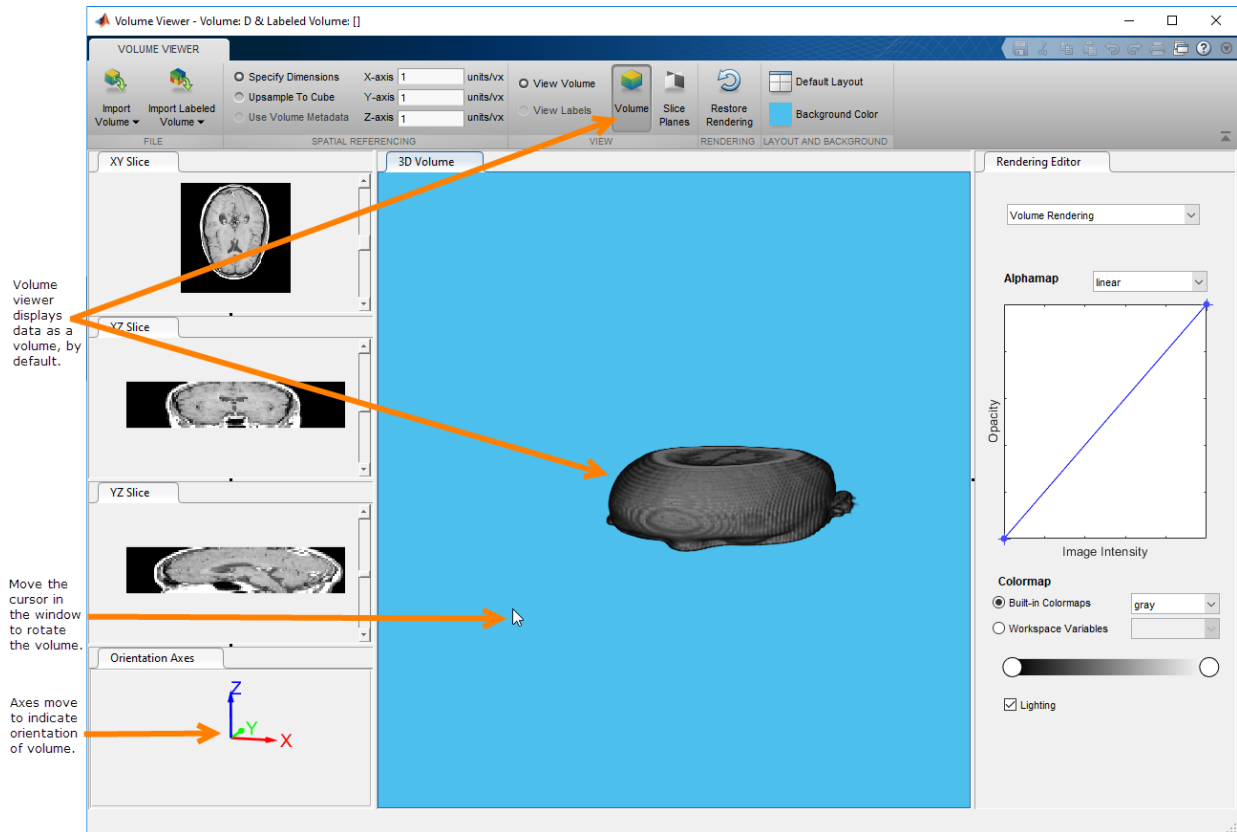 Volume Viewer - Volume: D & Labeled Volume: []
VOLUME VIEWER
Import Volume
Import Labeled Volume
FILE
Specify Dimensions
Upsample To Cube
Use Volume Metadata
X-axis 1 units/vx
Y-axis 1 units/vx
Z-axis 1 units/vx
SPATIAL REFERENCING
View Volume
View Labels
Volume
Slice Planes
VIEW
Restore Rendering
RENDERING
Default Layout
Background Color
LAYOUT AND BACKGROUND
XY Slice
3D Volume
Rendering Editor
Volume Rendering
Alphamap
linear
Opacity
Image Intensity
Colormap
Built-in Colormaps
gray
Workspace Variables
Lighting
XZ Slice
YZ Slice
Orientation Axes
Z
Y
X
Volume
viewer
displays
data as a
volume, by
default.
Move the
cursor in
the window
to rotate
the volume.
Axes move
to indicate
orientation
of volume.